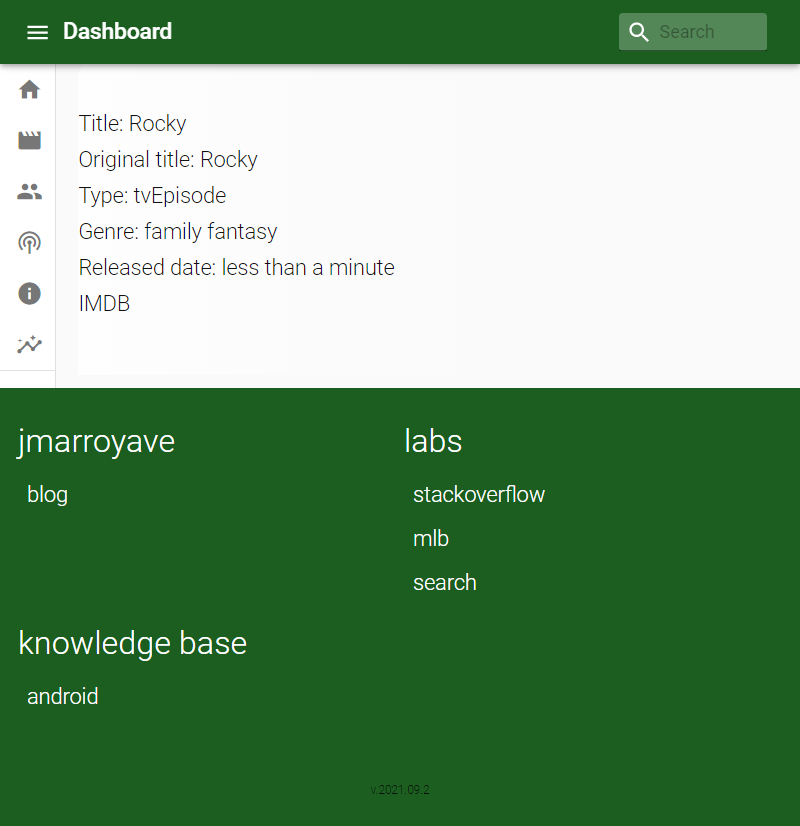 Dashboard
Search
Title: Rocky
Original title: Rocky
Type: tvEpisode
Genre: family fantasy
Released date: less than a minute
IMDB
jmarroyave
blog
labs
stackoverflow
mlb
search
knowledge base
android
v.2021.09.2